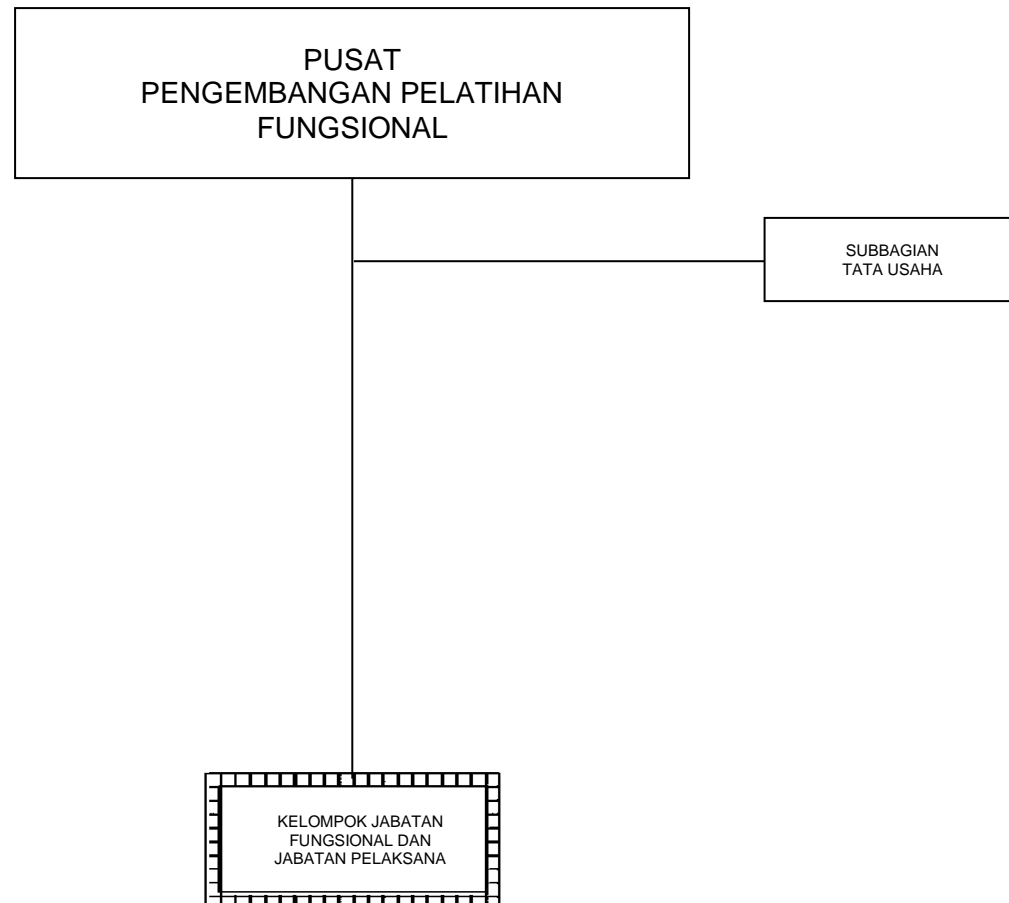 PUSAT
PENGEMBANGAN PELATIHAN
FUNGSIONAL
SUBBAGIAN
TATA USAHA
KELOMPOK JABATAN
FUNGSIONAL DAN
JABATAN PELAKSANA